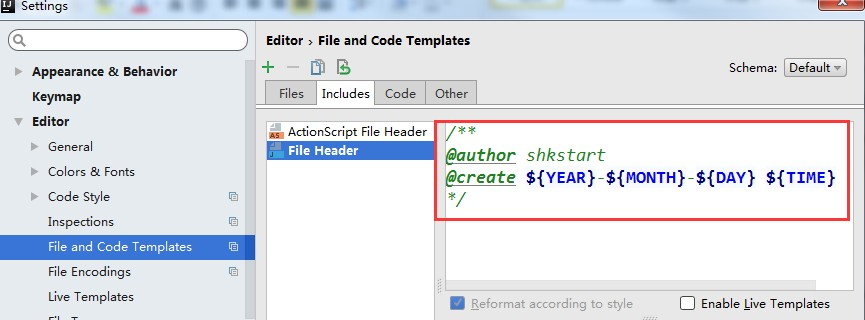 Settings
Editor › File and Code Templates
Schema: Default
Files Includes Code Other
Appearance & Behavior
Keymap
Editor
General
Colors & Fonts
Code Style
Inspections
File and Code Templates
File Encodings
Live Templates
ActionScript File Header
File Header
/**
@author shkstart
@create ${YEAR}-${MONTH}-${DAY} ${TIME}
*/
Reformat according to style
Enable Live Templates